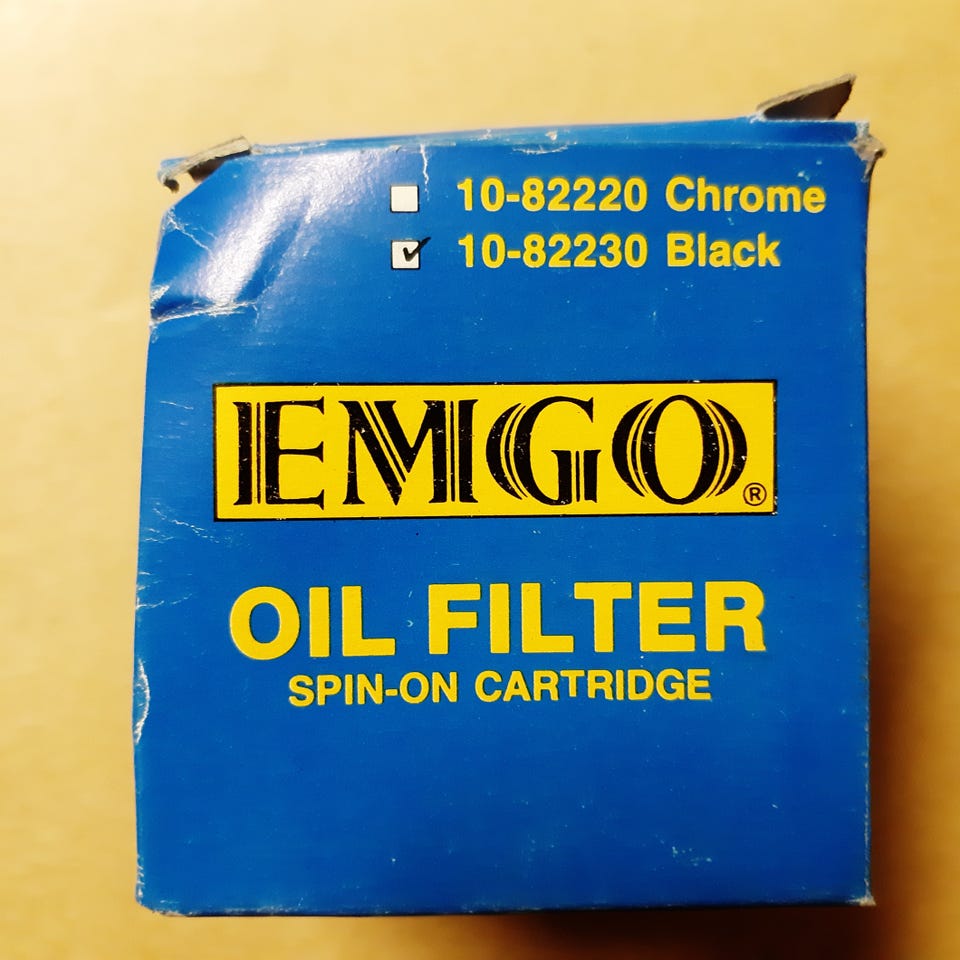 10-82220 Chrome
10-82230 Black
EMGO®
OIL FILTER
SPIN-ON CARTRIDGE